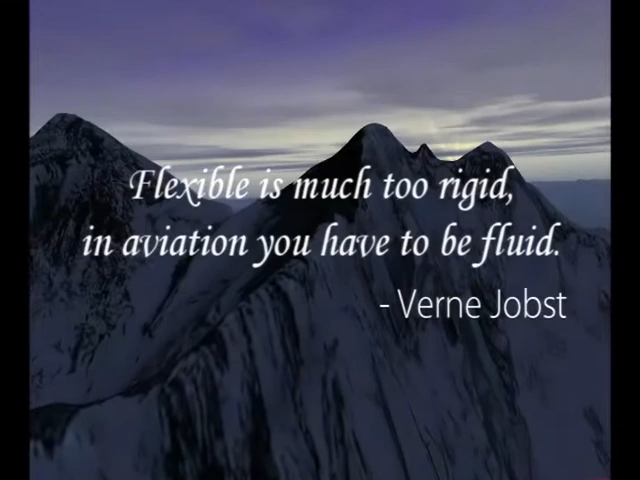 Flexible is much too rigid,
in aviation you have to be fluid.
- Verne Jobst